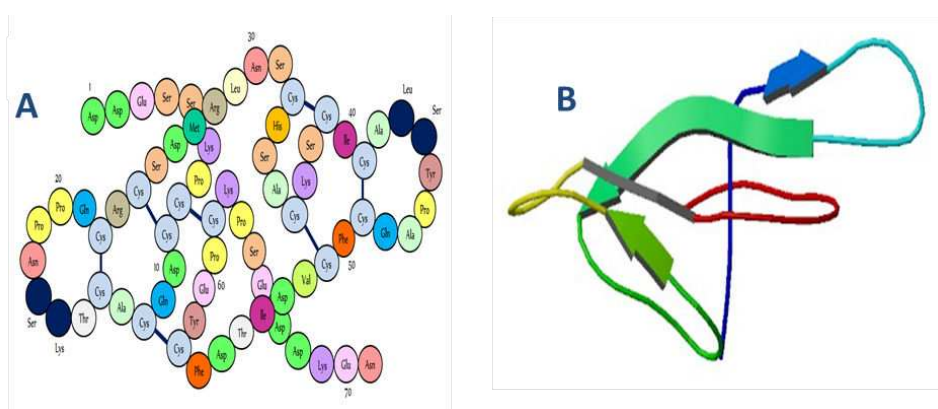 A
B
30
Asn Ser
1
Asp Asp Glu Ser Ser Arg Leu
Cys Cys
40
Leu
Ser
Met
His
Asp Lys
Ser Ile Ala
Ser
Ser
Cys
Tyr
Pro Lys
Ala Lys
20
Cys
Cys
Pro Gln Arg
Cys Pro
Cys Cys Pro
Pro
Cys
Cys
Phe Gln Ala
Ser
Asn
Pro
10
Asp
Cys
50
Val
Glu
60
Glu
Asp
Cys
Gln
Ala
Ile
Thr
Cys
Tyr
Ser
Thr
Asp
Lys
Cys
Asp
Asp
Phe
Lys Glu Asn
70